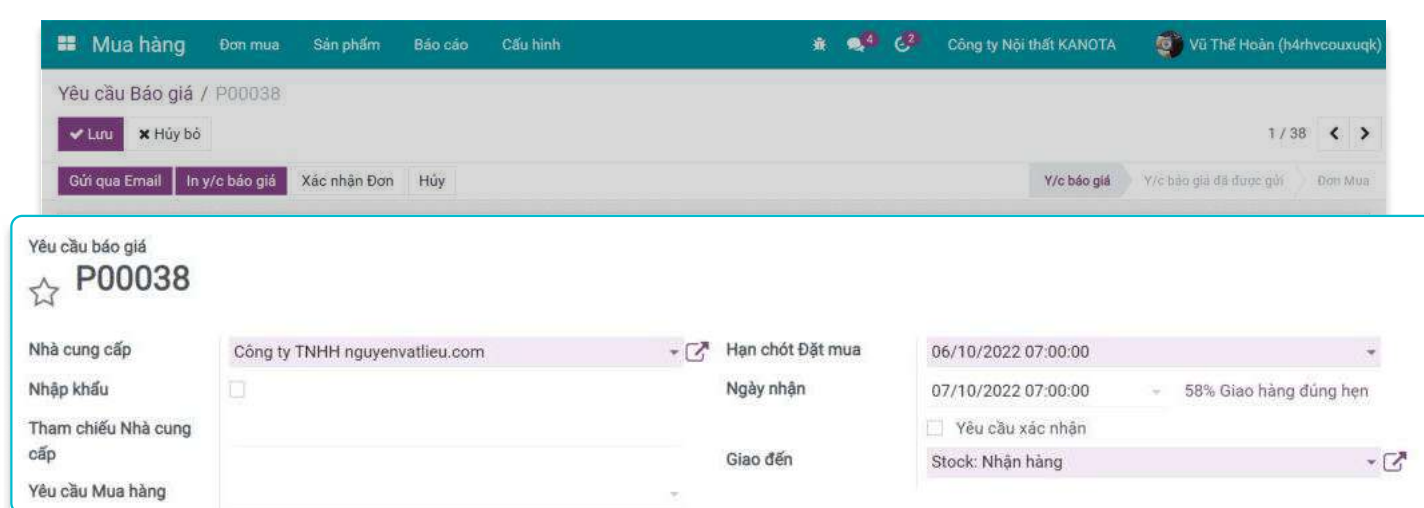 Mua hàng Đơn mua Sản phẩm Báo cáo Cấu hình 4 2 Công ty Nội thất KANOTA Vũ Thế Hoàn (h4rhvcouxuqk)
Yêu cầu Báo giá / P00038
Lưu Hủy bỏ 1 / 38
Gửi qua Email In y/c báo giá Xác nhận Đơn Hủy Y/c báo giá Y/c báo giá đã được gửi Đơn Mua
Yêu cầu báo giá
P00038
Nhà cung cấp Công ty TNHH nguyenvatlieu.com Hạn chót Đặt mua 06/10/2022 07:00:00
Nhập khẩu Ngày nhận 07/10/2022 07:00:00 58% Giao hàng đúng hẹn
Tham chiếu Nhà cung Yêu cầu xác nhận
cấp Giao đến Stock: Nhận hàng
Yêu cầu Mua hàng